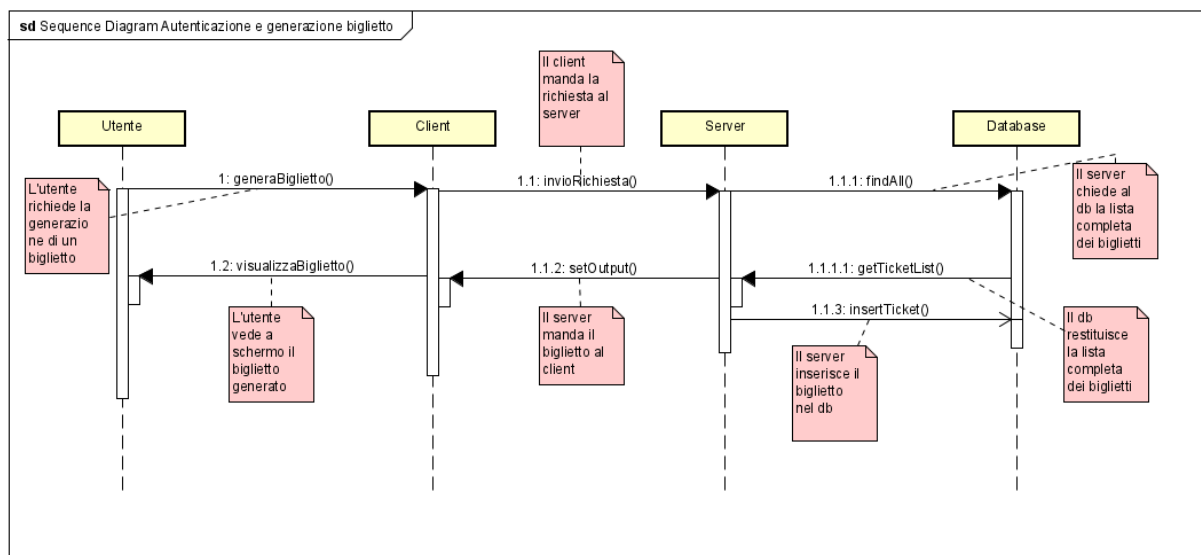 sd Sequence Diagram Autenticazione e generazione biglietto
Il client
manda la
richiesta al
server
Utente
Client
Server
Database
L'utente
richiede la
generazio
ne di un
biglietto
1: generaBiglietto()
1.1: invioRichiesta()
1.1.1: findAll()
Il server
chiede al
db la lista
completa
dei biglietti
1.2: visualizzaBiglietto()
1.1.2: setOutput()
1.1.1.1: getTicketList()
1.1.3: insertTicket()
L'utente
vede a
schermo il
biglietto
generato
Il server
manda il
biglietto al
client
Il server
inserisce il
biglietto
nel db
Il db
restituisce
la lista
completa
dei biglietti